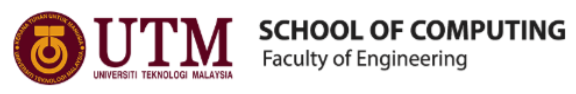 UTM
UNIVERSITI TEKNOLOGI MALAYSIA
SCHOOL OF COMPUTING
Faculty of Engineering